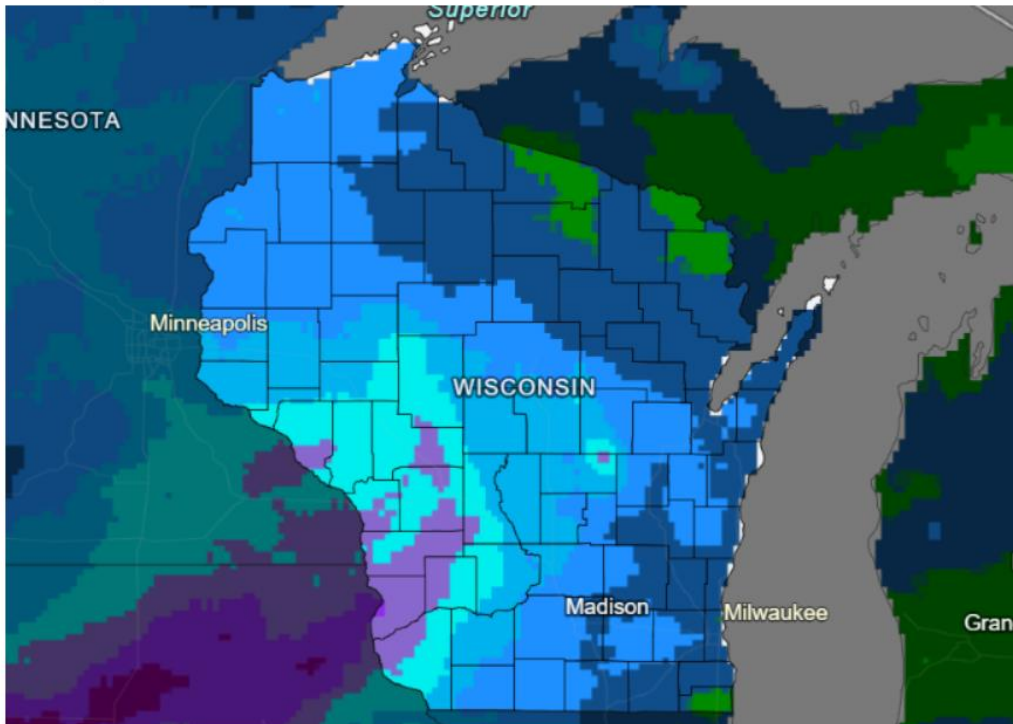 Superior
NNESOTA
Minneapolis
WISCONSIN
Madison
Milwaukee
Gran